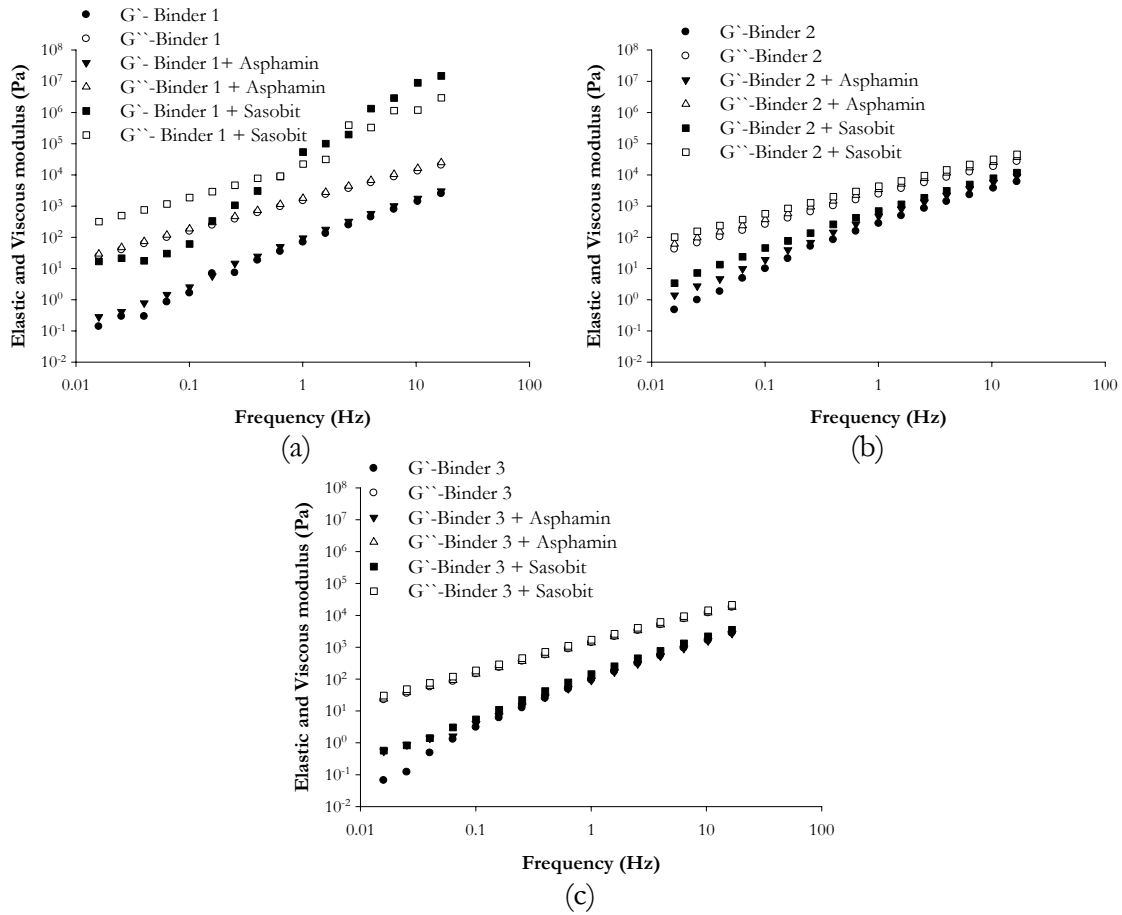 G`- Binder 1
G``-Binder 1
G`- Binder 1+ Asphamin
G``-Binder 1 + Asphamin
G`- Binder 1 + Sasobit
G``- Binder 1 + Sasobit
Elastic and Viscous modulus (Pa)
10⁸
10⁷
10⁶
10⁵
10⁴
10³
10²
10¹
10⁰
10⁻¹
10⁻²
0.01 0.1 1 10 100
Frequency (Hz)
(a)
G`-Binder 2
G``-Binder 2
G`-Binder 2 + Asphamin
G``-Binder 2 + Asphamin
G`-Binder 2 + Sasobit
G``-Binder 2 + Sasobit
Elastic and Viscous modulus (Pa)
10⁸
10⁷
10⁶
10⁵
10⁴
10³
10²
10¹
10⁰
10⁻¹
10⁻²
0.01 0.1 1 10 100
Frequency (Hz)
(b)
G`-Binder 3
G``-Binder 3
G`-Binder 3 + Asphamin
G``-Binder 3 + Asphamin
G`-Binder 3 + Sasobit
G``-Binder 3 + Sasobit
Elastic and Viscous modulus (Pa)
10⁸
10⁷
10⁶
10⁵
10⁴
10³
10²
10¹
10⁰
10⁻¹
10⁻²
0.01 0.1 1 10 100
Frequency (Hz)
(c)